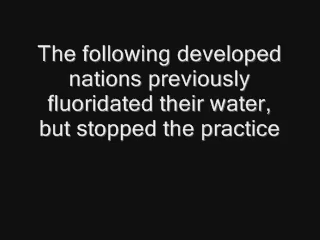 The following developed
nations previously
fluoridated their water,
but stopped the practice